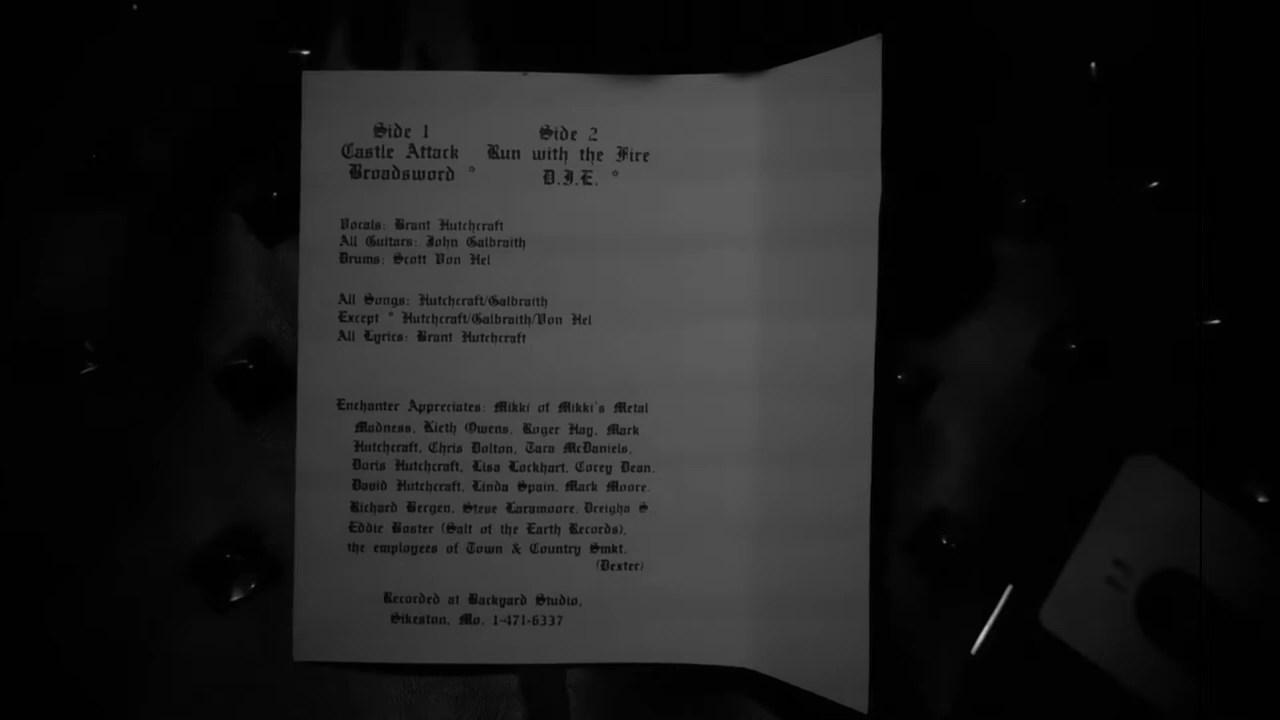 Side 1
Castle Attack
Broadsword *
Side 2
Run with the Fire
D.I.E. *
Vocals: Brant Hutchcraft
All Guitars: John Galbraith
Drums: Scott Von Hel
All Songs: Hutchcraft/Galbraith
Except * Hutchcraft/Galbraith/Von Hel
All Lyrics: Brant Hutchcraft
Enchanter Appreciates: Mikki of Mikki's Metal
Madness, Kieth Owens, Roger Hay, Mark
Hutchcraft, Chris Dolton, Tara McDaniels,
Doris Hutchcraft, Lisa Lockhart, Corey Dean,
David Hutchcraft, Linda Spain, Mark Moore,
Richard Bergen, Steve Laramoore, Dreigha S.
Eddie Baster (Salt of the Earth Records),
the employees of Town & Country Smkt.
(Dexter)
Recorded at Backyard Studio,
Sikeston, Mo. 1-471-6337